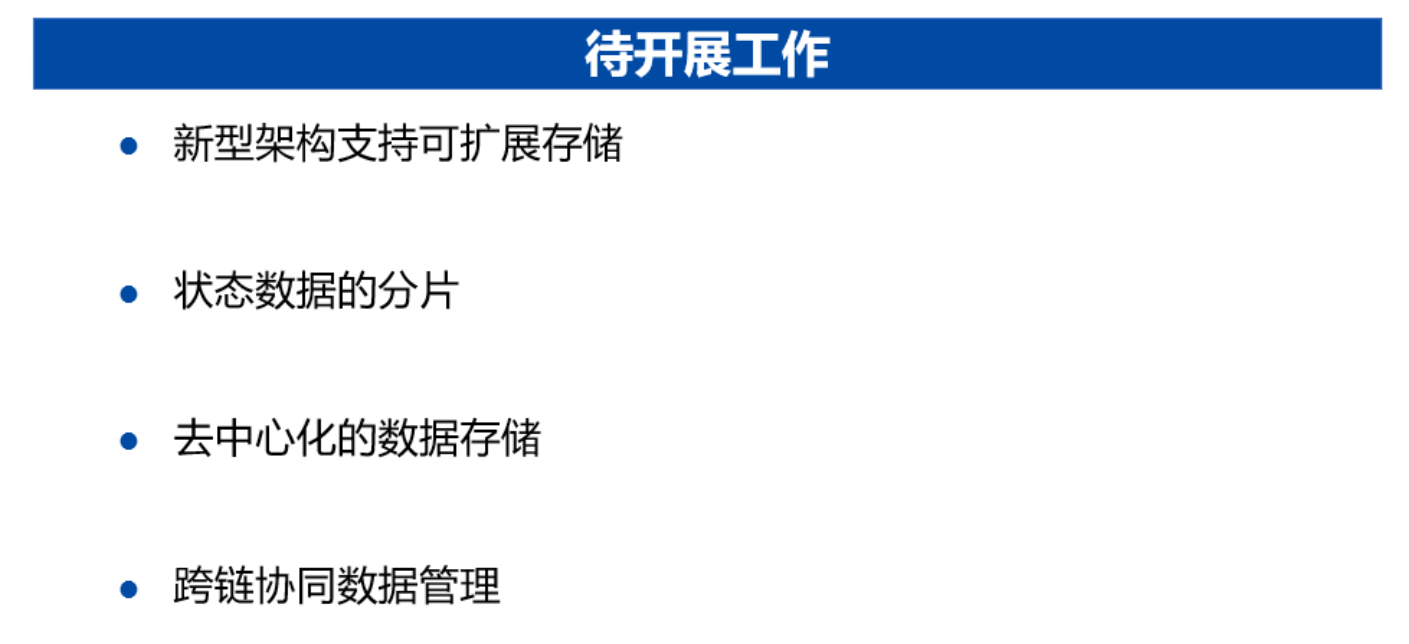 待开展工作
新型架构支持可扩展存储
状态数据的分片
去中心化的数据存储
跨链协同数据管理